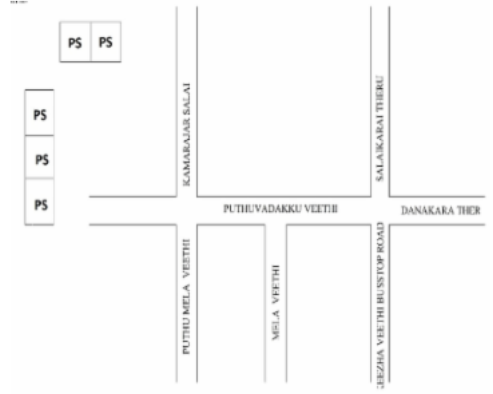 PS PS
PS
PS
PS
KAMARAJAR SALAI
SALAIKARAI THERU
PUTHUVADAKKU VEETHI
DANAKARA THER
PUTHU MELA VEETHI
MELA VEETHI
EEZHA VEETHI BUSSTOP ROAD